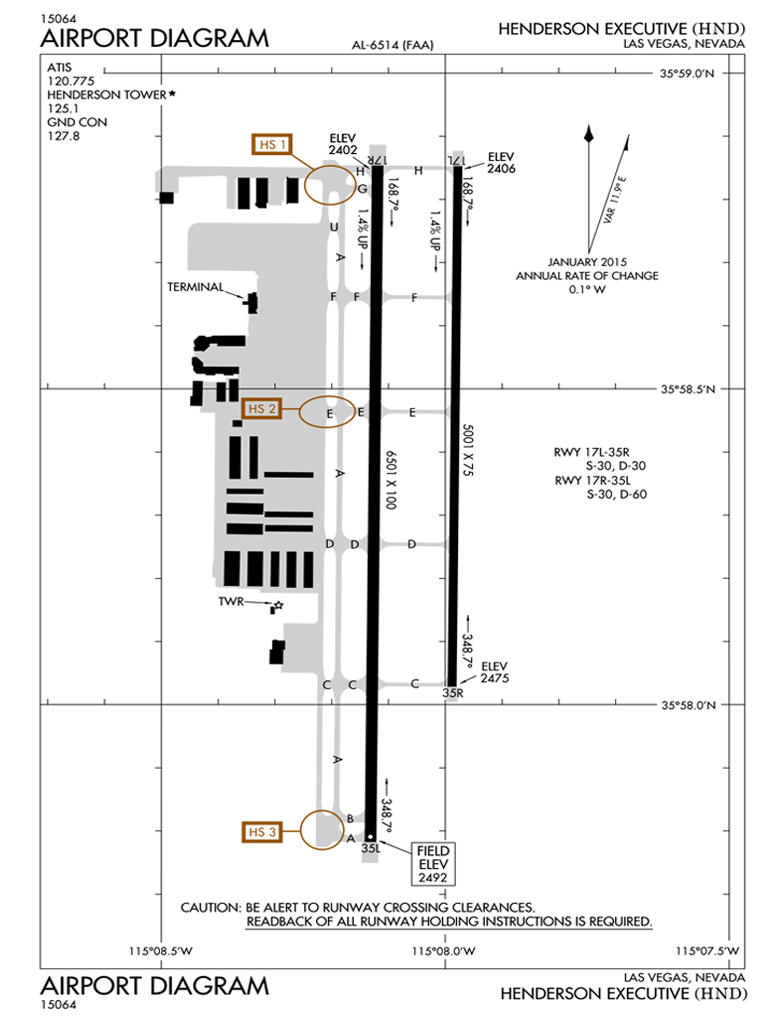 15064
AIRPORT DIAGRAM
AL-6514 (FAA)
HENDERSON EXECUTIVE (HND)
LAS VEGAS, NEVADA
ATIS
120.775
HENDERSON TOWER★
125.1
GND CON
127.8
35°59.0'N
HS 1
ELEV
2402
17R
H
H
17L
ELEV
2406
G
168.7°
168.7°
1.4% UP
1.4% UP
U
A
VAR 11.9° E
JANUARY 2015
ANNUAL RATE OF CHANGE
0.1° W
TERMINAL
F
F
F
35°58.5'N
HS 2
E
E
E
5001 X 75
6501 X 100
A
RWY 17L-35R
S-30, D-30
RWY 17R-35L
S-30, D-60
D
D
D
TWR
348.7°
ELEV
2475
C
C
C
35R
35°58.0'N
A
348.7°
HS 3
B
A
35L
FIELD
ELEV
2492
CAUTION: BE ALERT TO RUNWAY CROSSING CLEARANCES.
READBACK OF ALL RUNWAY HOLDING INSTRUCTIONS IS REQUIRED.
115°08.5'W
115°08.0'W
115°07.5'W
AIRPORT DIAGRAM
15064
LAS VEGAS, NEVADA
HENDERSON EXECUTIVE (HND)